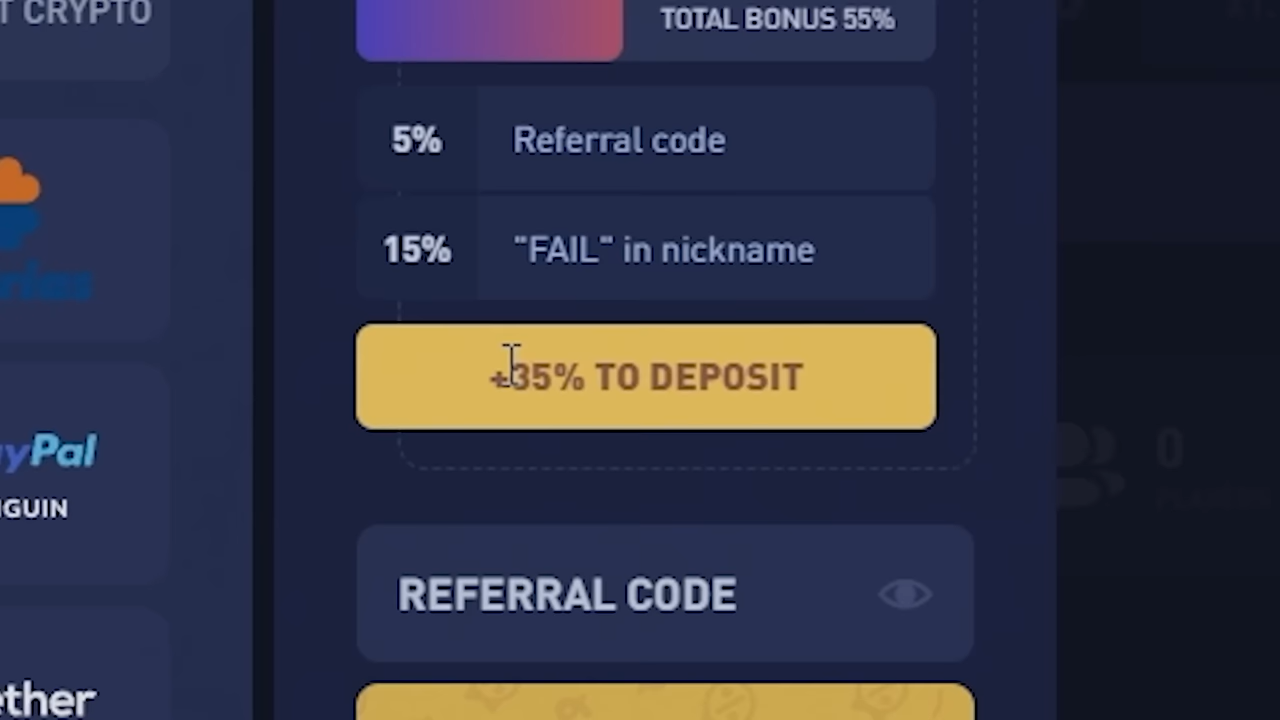 T CRYPTO
TOTAL BONUS 55%
5% Referral code
15% "FAIL" in nickname
+35% TO DEPOSIT
yPal
GUIN
0
REFERRAL CODE
ether